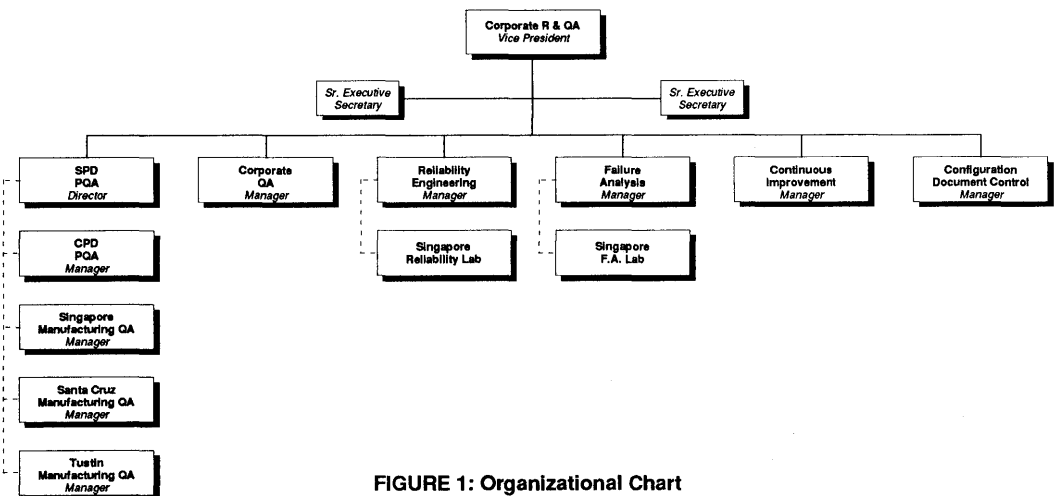 Corporate R & QA
Vice President
Sr. Executive
Secretary
Sr. Executive
Secretary
SPD
PQA
Director
Corporate
QA
Manager
Reliability
Engineering
Manager
Failure
Analysis
Manager
Continuous
Improvement
Manager
Configuration
Document Control
Manager
CPD
PQA
Manager
Singapore
Reliability Lab
Singapore
F.A. Lab
Singapore
Manufacturing QA
Manager
Santa Cruz
Manufacturing QA
Manager
Tustin
Manufacturing QA
Manager
FIGURE 1: Organizational Chart